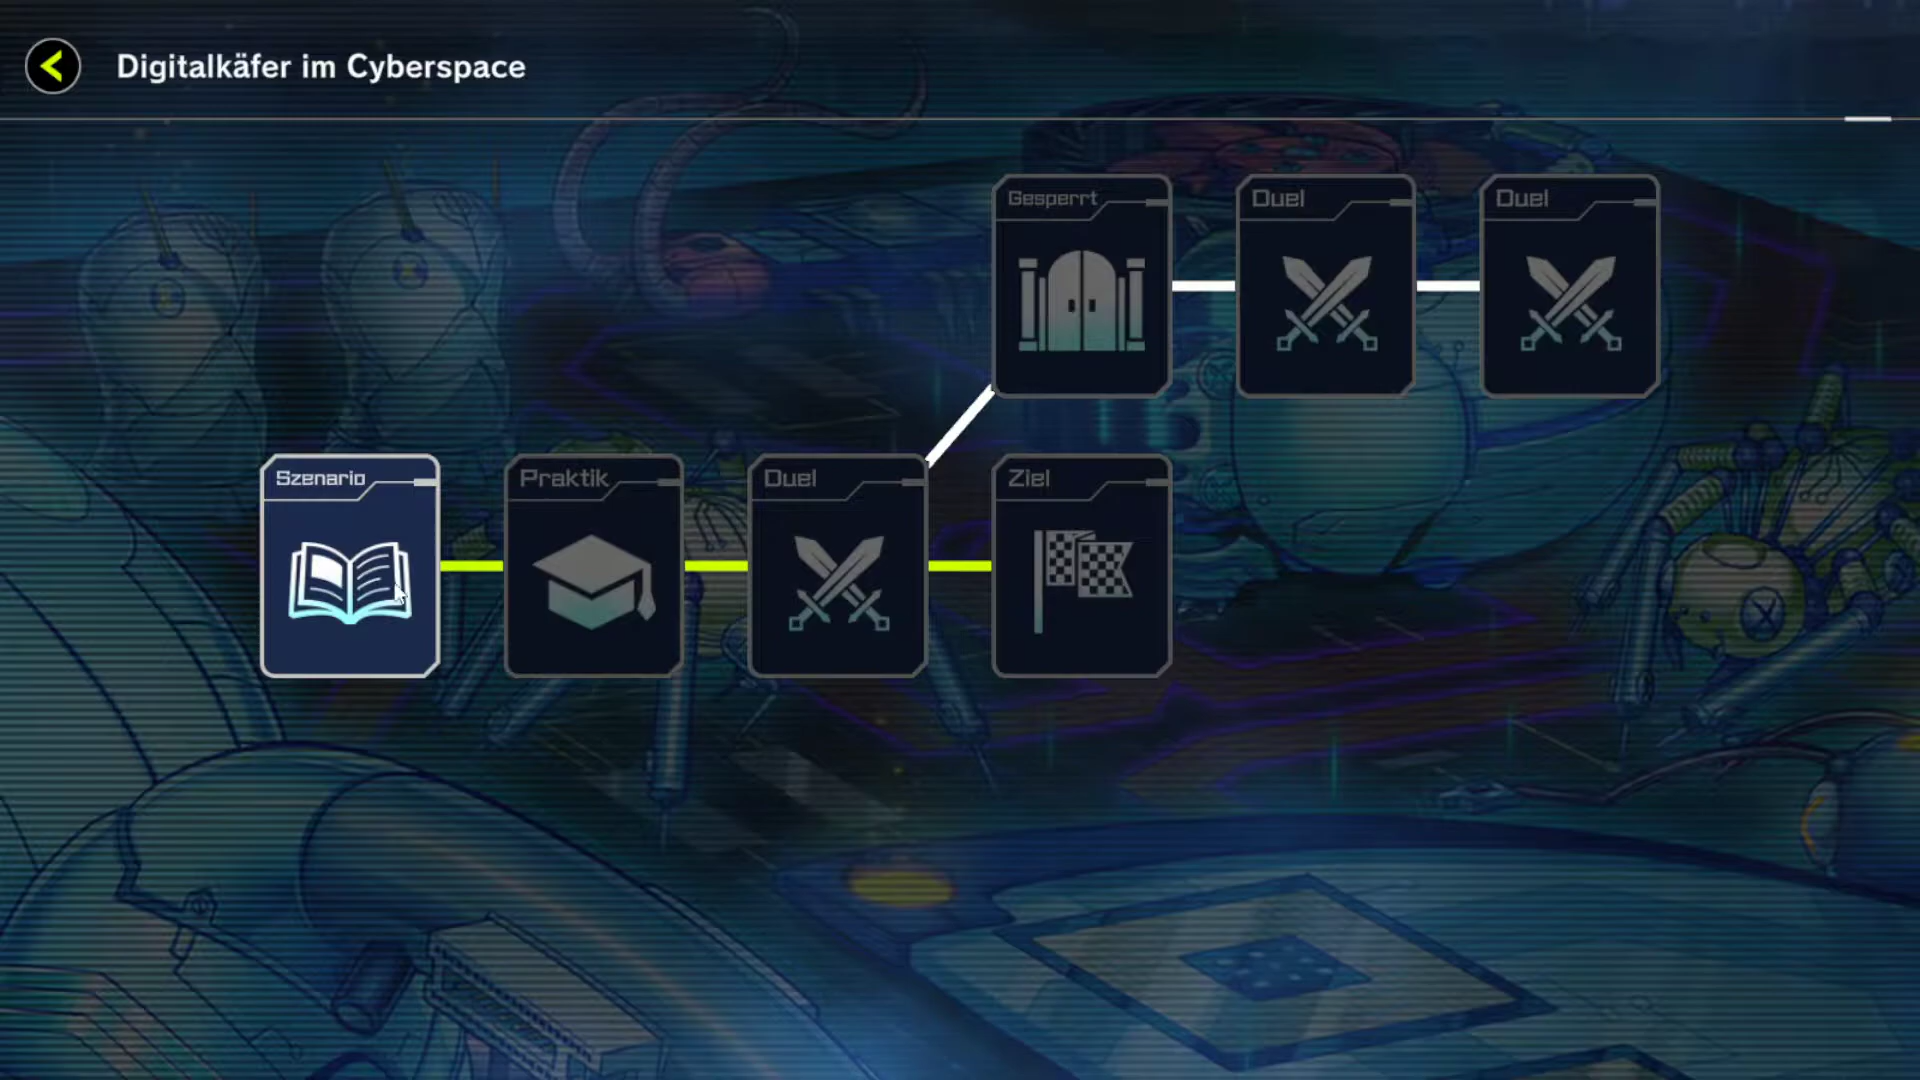 Digitalkäfer im Cyberspace
Gesperrt
Duel
Duel
Szenario
Praktik
Duel
Ziel